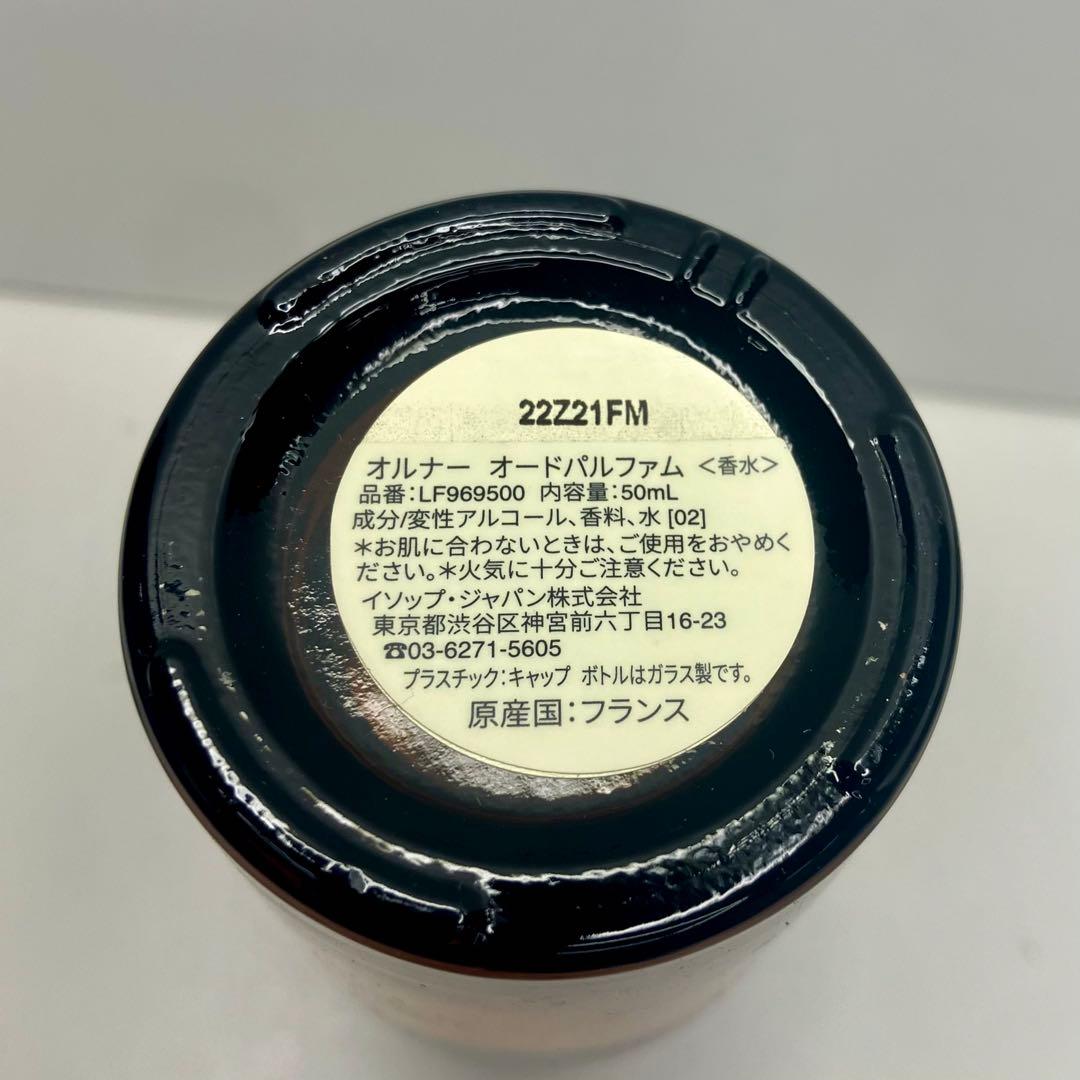 22Z21FM
オルナー オードパルファム <香水>
品番:LF969500 内容量:50mL
成分/変性アルコール、香料、水 [02]
*お肌に合わないときは、ご使用をおやめく
ださい。*火気に十分ご注意ください。
イソップ・ジャパン株式会社
東京都渋谷区神宮前六丁目16-23
☎03-6271-5605
プラスチック:キャップ ボトルはガラス製です。
原産国:フランス